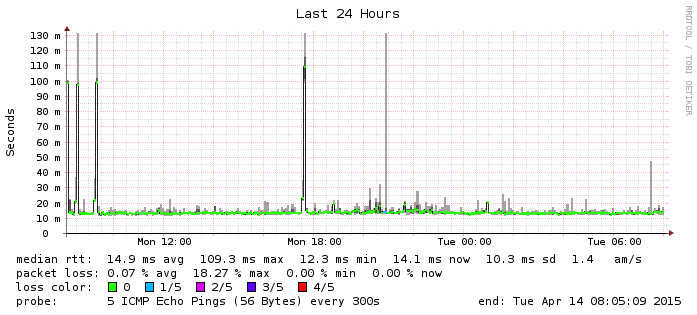 Last 24 Hours
RRDTOOL / TOBI OETIKER
Seconds
130 m
120 m
110 m
100 m
90 m
80 m
70 m
60 m
50 m
40 m
30 m
20 m
10 m
0
Mon 12:00 Mon 18:00 Tue 00:00 Tue 06:00
median rtt: 14.9 ms avg 109.3 ms max 12.3 ms min 14.1 ms now 10.3 ms sd 1.4 am/s
packet loss: 0.07 % avg 18.27 % max 0.00 % min 0.00 % now
loss color: 0 1/5 2/5 3/5 4/5
probe: 5 ICMP Echo Pings (56 Bytes) every 300s end: Tue Apr 14 08:05:09 2015